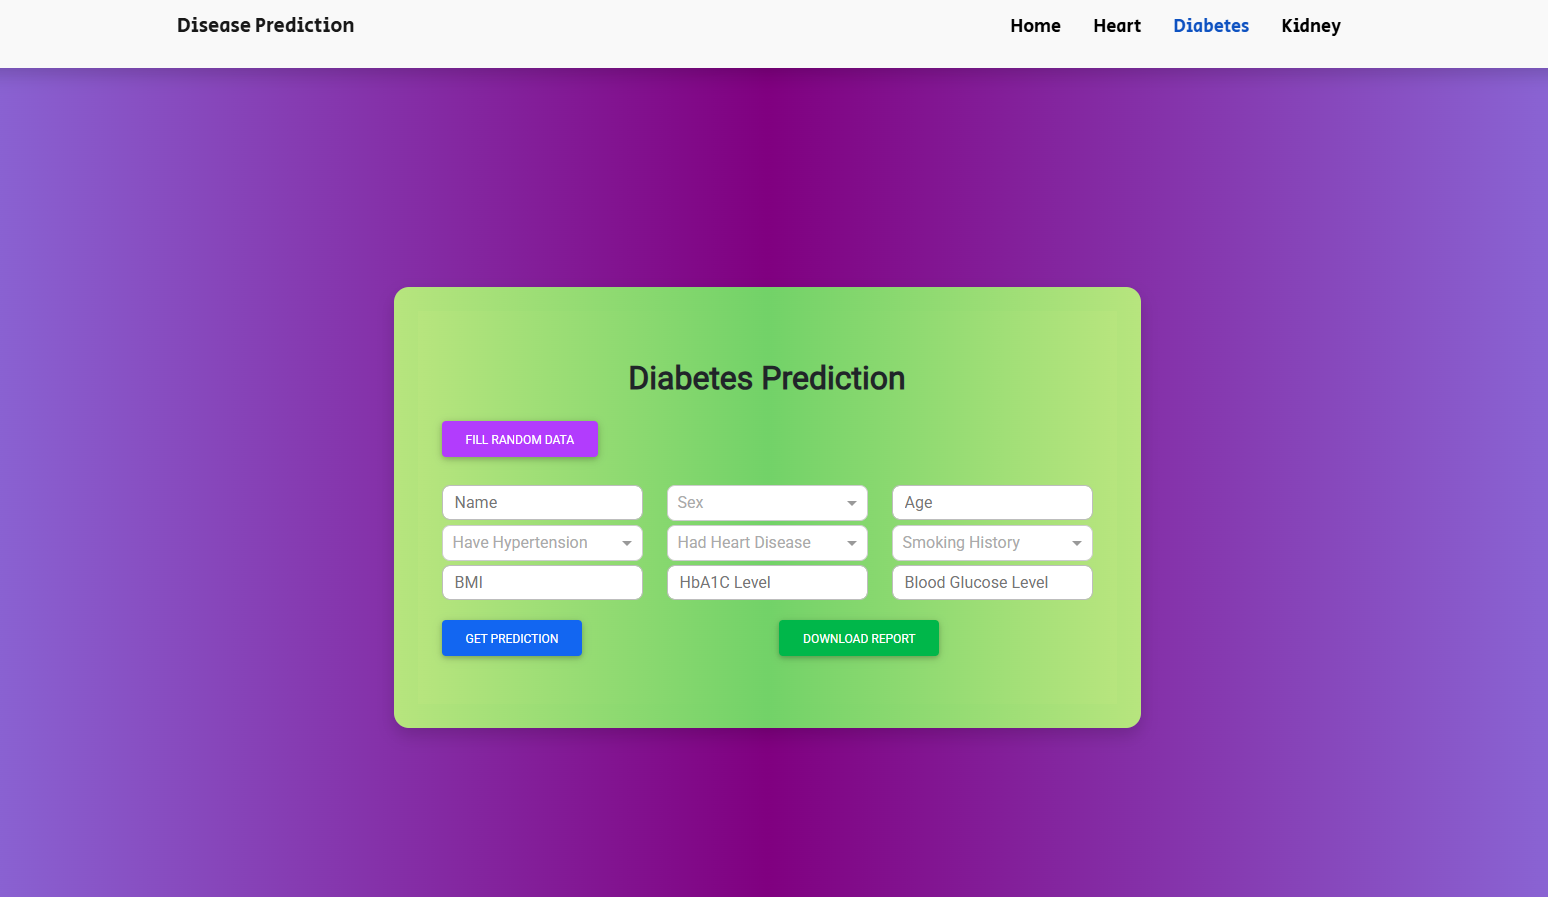 Disease Prediction Home Heart Diabetes Kidney
Diabetes Prediction
FILL RANDOM DATA
Name Sex Age
Have Hypertension Had Heart Disease Smoking History
BMI HbA1C Level Blood Glucose Level
GET PREDICTION DOWNLOAD REPORT